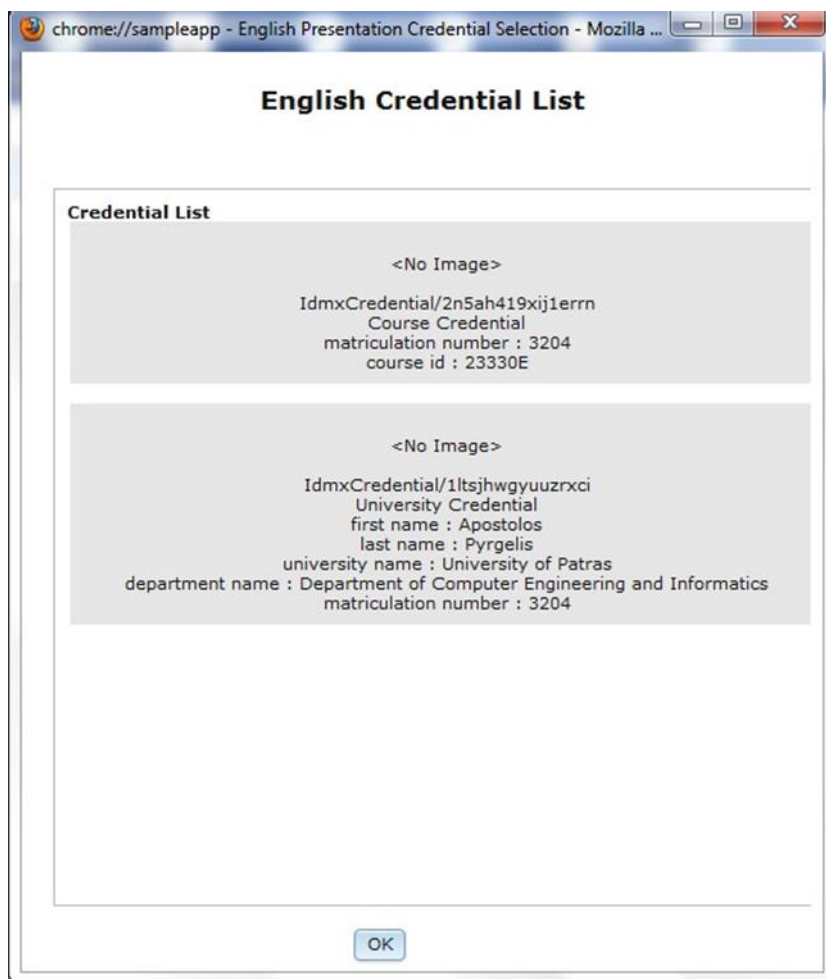 chrome://sampleapp - English Presentation Credential Selection - Mozilla ...
English Credential List
Credential List
<No Image>
IdmxCredential/2n5ah419xij1errn
Course Credential
matriculation number : 3204
course id : 23330E
<No Image>
IdmxCredential/1ltsjhwgyuuzrxci
University Credential
first name : Apostolos
last name : Pyrgelis
university name : University of Patras
department name : Department of Computer Engineering and Informatics
matriculation number : 3204
OK